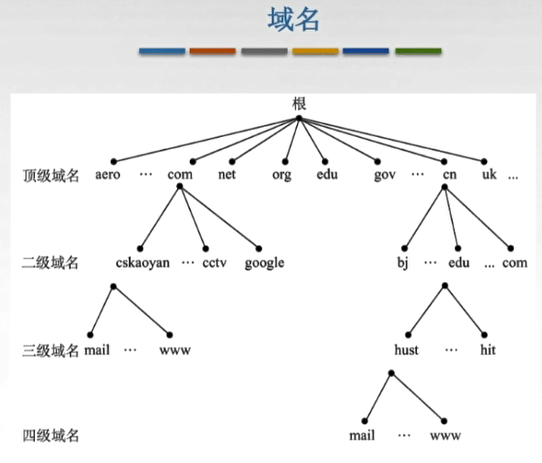 域名
根
顶级域名 aero … com net org edu gov … cn uk ...
二级域名 cskaoyan … cctv google bj … edu ... com
三级域名 mail … www hust … hit
四级域名 mail … www